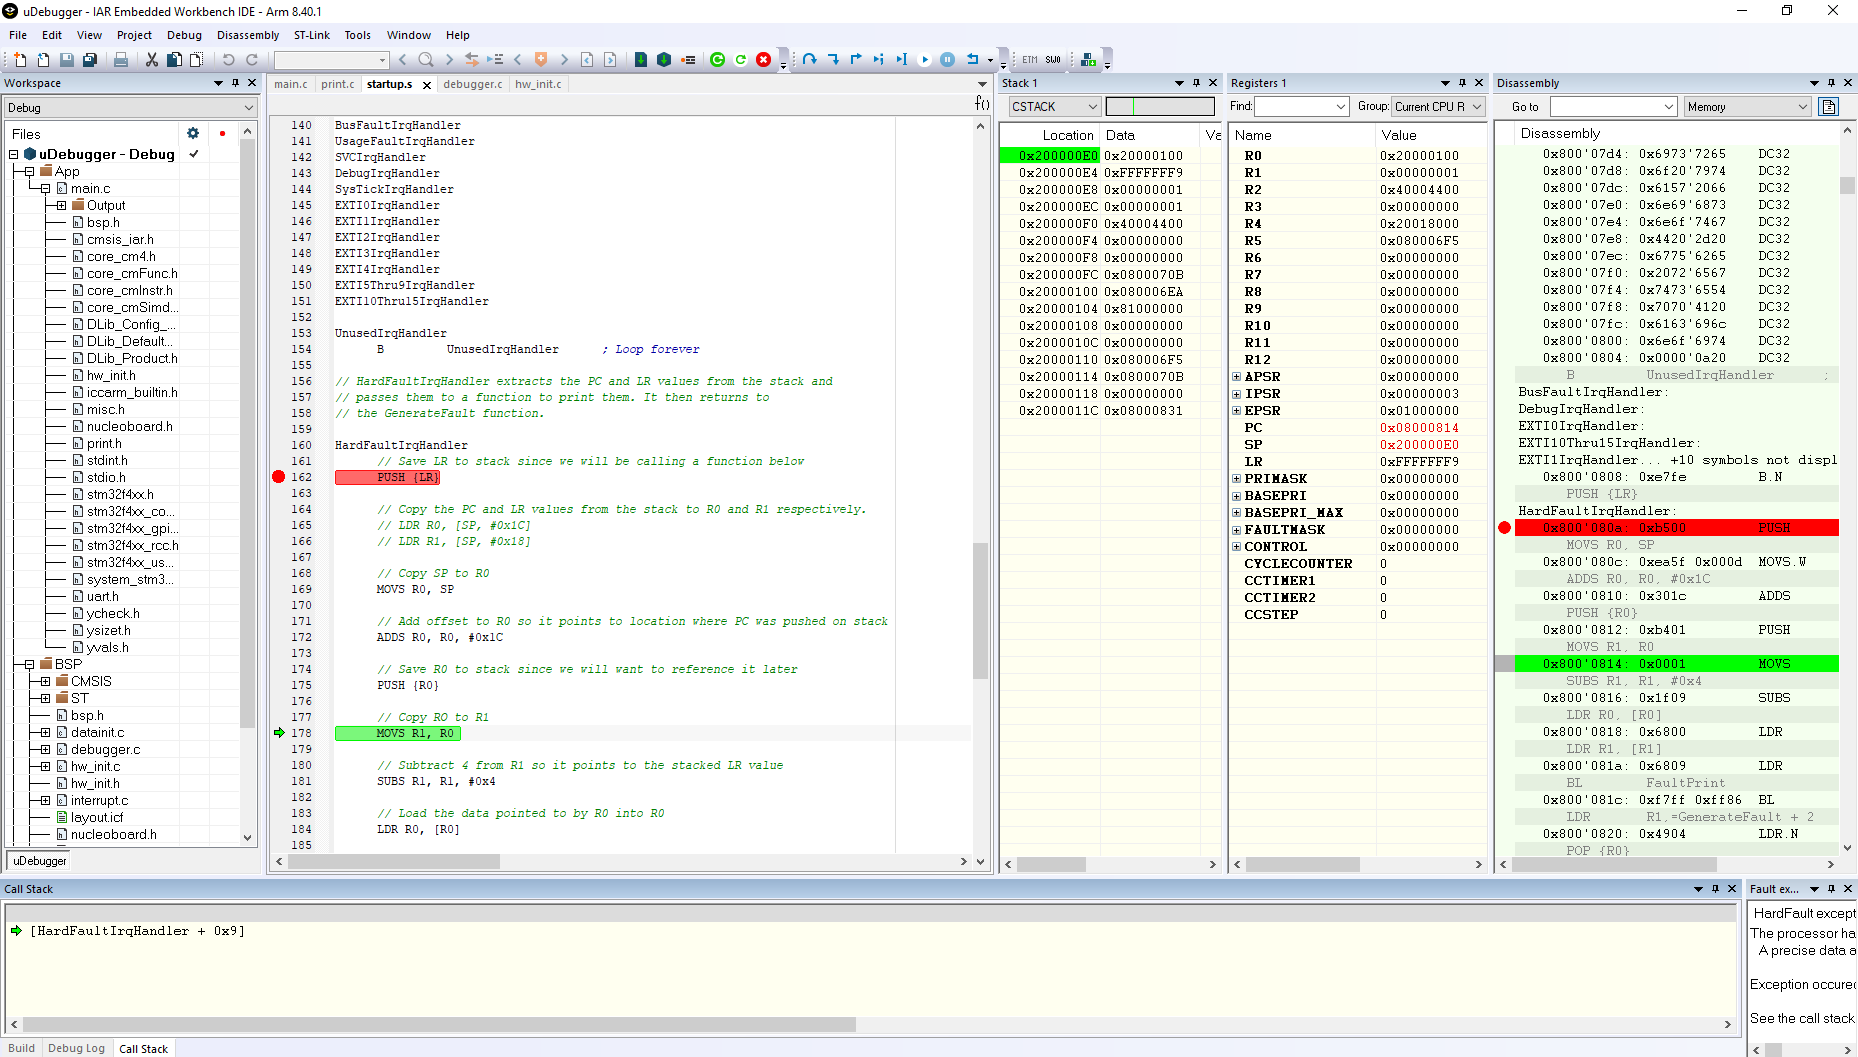 uDebugger - IAR Embedded Workbench IDE - Arm 8.40.1
File Edit View Project Debug Disassembly ST-Link Tools Window Help
ETM SWO
Workspace
Debug
Files
uDebugger - Debug
App
main.c
Output
bsp.h
cmsis_iar.h
core_cm4.h
core_cmFunc.h
core_cmInstr.h
core_cmSimd...
DLib_Config_...
DLib_Default...
DLib_Product.h
hw_init.h
iccarm_builtin.h
misc.h
nucleoboard.h
print.h
stdint.h
stdio.h
stm32f4xx.h
stm32f4xx_co...
stm32f4xx_gpi...
stm32f4xx_rcc.h
stm32f4xx_us...
system_stm3...
uart.h
ycheck.h
ysizet.h
yvals.h
BSP
CMSIS
ST
bsp.h
datainit.c
debugger.c
hw_init.c
hw_init.h
interrupt.c
layout.icf
nucleoboard.h
uDebugger
main.c print.c startup.s debugger.c hw_init.c
f()
140 BusFaultIrqHandler
141 UsageFaultIrqHandler
142 SVCIrqHandler
143 DebugIrqHandler
144 SysTickIrqHandler
145 EXTI0IrqHandler
146 EXTI1IrqHandler
147 EXTI2IrqHandler
148 EXTI3IrqHandler
149 EXTI4IrqHandler
150 EXTI5Thru9IrqHandler
151 EXTI10Thru15IrqHandler
152
153 UnusedIrqHandler
154 B UnusedIrqHandler ; Loop forever
155
156 // HardFaultIrqHandler extracts the PC and LR values from the stack and
157 // passes them to a function to print them. It then returns to
158 // the GenerateFault function.
159
160 HardFaultIrqHandler
161 // Save LR to stack since we will be calling a function below
162 PUSH {LR}
163
164 // Copy the PC and LR values from the stack to R0 and R1 respectively.
165 // LDR R0, [SP, #0x1C]
166 // LDR R1, [SP, #0x18]
167
168 // Copy SP to R0
169 MOVS R0, SP
170
171 // Add offset to R0 so it points to location where PC was pushed on stack
172 ADDS R0, R0, #0x1C
173
174 // Save R0 to stack since we will want to reference it later
175 PUSH {R0}
176
177 // Copy RO to R1
178 MOVS R1, R0
179
180 // Subtract 4 from R1 so it points to the stacked LR value
181 SUBS R1, R1, #0x4
182
183 // Load the data pointed to by R0 into R0
184 LDR R0, [R0]
185
Stack 1
CSTACK
Location Data Va
0x200000E0 0x20000100
0x200000E4 0xFFFFFFF9
0x200000E8 0x00000001
0x200000EC 0x00000001
0x200000F0 0x40004400
0x200000F4 0x00000000
0x200000F8 0x00000000
0x200000FC 0x0800070B
0x20000100 0x080006EA
0x20000104 0x81000000
0x20000108 0x00000000
0x2000010C 0x00000000
0x20000110 0x080006F5
0x20000114 0x0800070B
0x20000118 0x00000000
0x2000011C 0x08000831
Registers 1
Find: Group: Current CPU R
Name Value
R0 0x20000100
R1 0x00000001
R2 0x40004400
R3 0x00000000
R4 0x20018000
R5 0x080006F5
R6 0x00000000
R7 0x00000000
R8 0x00000000
R9 0x00000000
R10 0x00000000
R11 0x00000000
R12 0x00000000
APSR 0x00000000
IPSR 0x00000003
EPSR 0x01000000
PC 0x08000814
SP 0x200000E0
LR 0xFFFFFFF9
PRIMASK 0x00000000
BASEPRI 0x00000000
BASEPRI_MAX 0x00000000
FAULTMASK 0x00000000
CONTROL 0x00000000
CYCLECOUNTER 0
CCTIMER1 0
CCTIMER2 0
CCSTEP 0
Disassembly
Go to Memory
Disassembly
0x800'07d4: 0x6973'7265 DC32
0x800'07d8: 0x6f20'7974 DC32
0x800'07dc: 0x6157'2066 DC32
0x800'07e0: 0x6e69'6873 DC32
0x800'07e4: 0x6e6f'7467 DC32
0x800'07e8: 0x4420'2d20 DC32
0x800'07ec: 0x6775'6265 DC32
0x800'07f0: 0x2072'6567 DC32
0x800'07f4: 0x7473'6554 DC32
0x800'07f8: 0x7070'4120 DC32
0x800'07fc: 0x6163'696c DC32
0x800'0800: 0x6e6f'6974 DC32
0x800'0804: 0x0000'0a20 DC32
B UnusedIrqHandler ;
BusFaultIrqHandler:
DebugIrqHandler:
EXTI0IrqHandler:
EXTI10Thru15IrqHandler:
EXTI1IrqHandler... +10 symbols not displ
0x800'0808: 0xe7fe B.N
PUSH {LR}
HardFaultIrqHandler:
0x800'080a: 0xb500 PUSH
MOVS R0, SP
0x800'080c: 0xea5f 0x000d MOVS.W
ADDS R0, R0, #0x1C
0x800'0810: 0x301c ADDS
PUSH {R0}
0x800'0812: 0xb401 PUSH
MOVS R1, R0
0x800'0814: 0x0001 MOVS
SUBS R1, R1, #0x4
0x800'0816: 0x1f09 SUBS
LDR R0, [R0]
0x800'0818: 0x6800 LDR
LDR R1, [R1]
0x800'081a: 0x6809 LDR
BL FaultPrint
0x800'081c: 0xf7ff 0xff86 BL
LDR R1,=GenerateFault + 2
0x800'0820: 0x4904 LDR.N
POP {R0}
Call Stack
[HardFaultIrqHandler + 0x9]
Build Debug Log Call Stack
Fault ex...
HardFault except
The processor ha
A precise data a
Exception occured
See the call stack